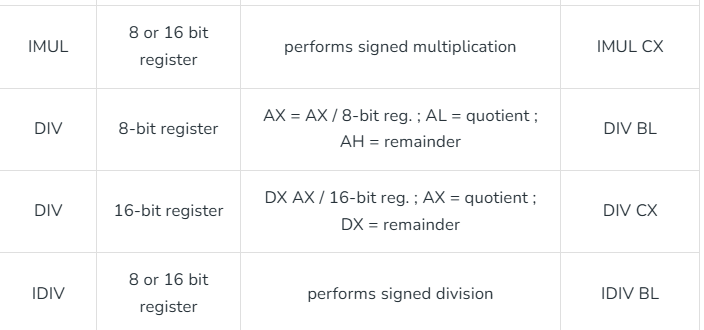 IMUL
8 or 16 bit
register
performs signed multiplication
IMUL CX
DIV
8-bit register
AX = AX / 8-bit reg. ; AL = quotient ;
AH = remainder
DIV BL
DIV
16-bit register
DX AX / 16-bit reg. ; AX = quotient ;
DX = remainder
DIV CX
IDIV
8 or 16 bit
register
performs signed division
IDIV BL